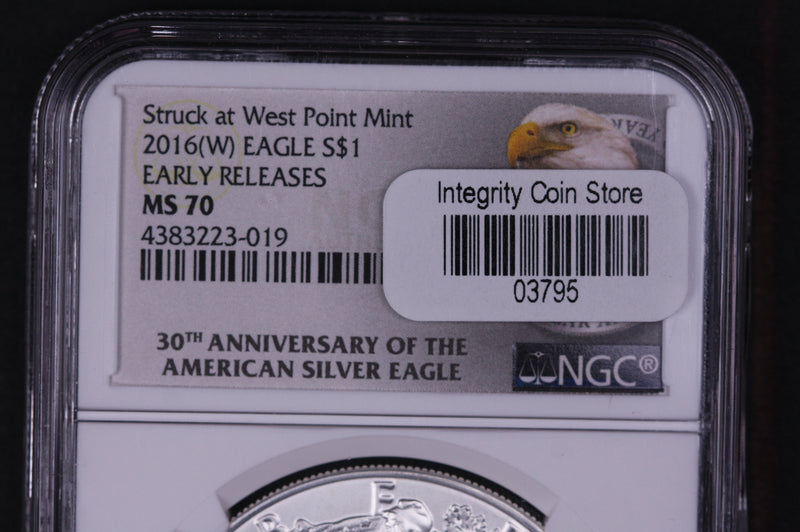 Struck at West Point Mint
2016(W) EAGLE S$1
EARLY RELEASES
MS 70
4383223-019
Integrity Coin Store
03795
30TH ANNIVERSARY OF THE
AMERICAN SILVER EAGLE
NGC®
YEAR
E